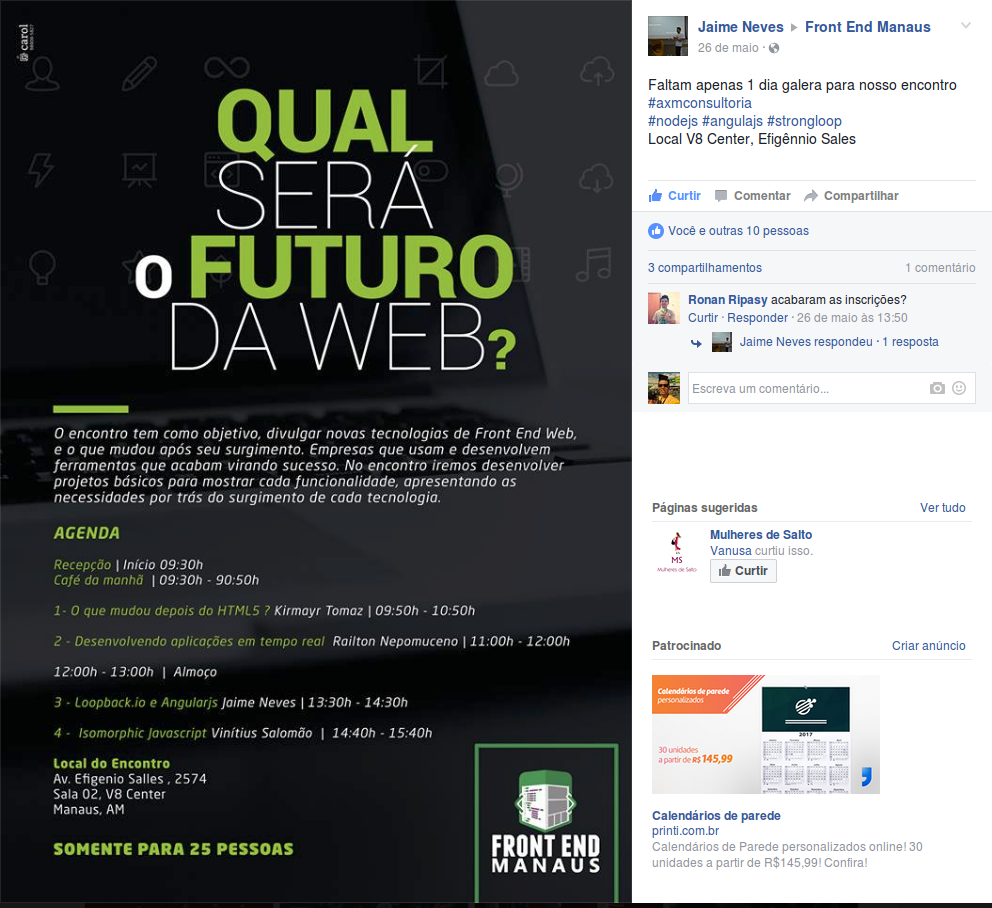 carol
QUAL
SERÁ
O FUTURO
DA WEB?
O encontro tem como objetivo, divulgar novas tecnologias de Front End Web,
e o que mudou após seu surgimento. Empresas que usam e desenvolvem
ferramentas que acabam virando sucesso. No encontro iremos desenvolver
projetos básicos para mostrar cada funcionalidade, apresentando as
necessidades por trás do surgimento de cada tecnologia.
AGENDA
Recepção | Início 09:30h
Café da manhã | 09:30h - 90:50h
1- O que mudou depois do HTML5 ? Kirmayr Tomaz | 09:50h - 10:50h
2 - Desenvolvendo aplicações em tempo real Railton Nepomuceno | 11:00h - 12:00h
12:00h - 13:00h | Almoço
3 - Loopback.io e Angularjs Jaime Neves | 13:30h - 14:30h
4 - Isomorphic Javascript Vinítius Salomão | 14:40h - 15:40h
Local do Encontro
Av. Efigenio Salles , 2574
Sala 02, V8 Center
Manaus, AM
SOMENTE PARA 25 PESSOAS
FRONT END
MANAUS
Jaime Neves Front End Manaus
26 de maio ·
Faltam apenas 1 dia galera para nosso encontro
#axmconsultoria
#nodejs #angulajs #strongloop
Local V8 Center, Efigênnio Sales
Curtir Comentar Compartilhar
Você e outras 10 pessoas
3 compartilhamentos 1 comentário
Ronan Ripasy acabaram as inscrições?
Curtir · Responder · 26 de maio às 13:50
Jaime Neves respondeu · 1 resposta
Escreva um comentário...
Páginas sugeridas Ver tudo
MS
Mulheres de Salto
Mulheres de Salto
Vanusa curtiu isso.
Curtir
Patrocinado Criar anúncio
Calendários de parede
personalizados
30 unidades
a partir de R$ 145,99
2017
Calendários de parede
printi.com.br
Calendários de Parede personalizados online! 30
unidades a partir de R$145,99! Confira!